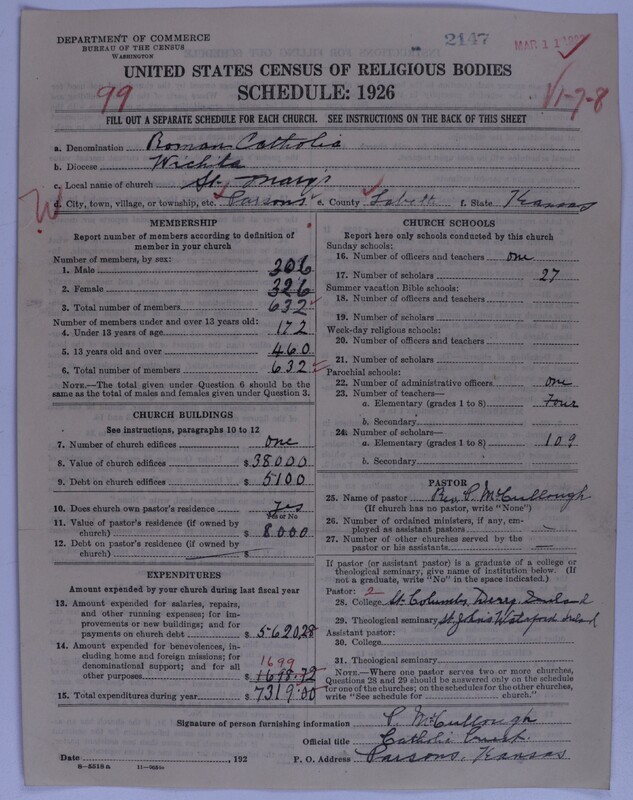 DEPARTMENT OF COMMERCE
BUREAU OF THE CENSUS
WASHINGTON
2147
MAR 11
UNITED STATES CENSUS OF RELIGIOUS BODIES
SCHEDULE: 1926
99
11-7-8
FILL OUT A SEPARATE SCHEDULE FOR EACH CHURCH. SEE INSTRUCTIONS ON THE BACK OF THIS SHEET
a. Denomination Roman Catholic
b. Diocese Wichita
c. Local name of church St. Mary's
d. City, town, village, or township, etc. Parsons e. County Labette f. State Kansas
MEMBERSHIP
Report number of members according to definition of member in your church
Number of members, by sex:
1. Male 306
2. Female 326
3. Total number of members 632
Number of members under and over 13 years old:
4. Under 13 years of age 172
5. 13 years old and over 460
6. Total number of members 632
NOTE.—The total given under Question 6 should be the
same as the total of males and females given under Question 3.
CHURCH BUILDINGS
See instructions, paragraphs 10 to 12
7. Number of church edifices one
8. Value of church edifices $ 38000
9. Debt on church edifices $ 5100
10. Does church own pastor's residence yes
Yes or No
11. Value of pastor's residence (if owned by
church) $ 8000
12. Debt on pastor's residence (if owned by
church) $
EXPENDITURES
Amount expended by your church during last fiscal year
13. Amount expended for salaries, repairs,
and other running expenses; for im-
provements or new buildings; and for
payments on church debt $ 5620,28
14. Amount expended for benevolences, in-
cluding home and foreign missions; for
denominational support; and for all
other purposes 1699 $ 1698.72
15. Total expenditures during year $ 7319.00
CHURCH SCHOOLS
Report here only schools conducted by this church
Sunday schools:
16. Number of officers and teachers one
17. Number of scholars 27
Summer vacation Bible schools:
18. Number of officers and teachers
19. Number of scholars
Week-day religious schools:
20. Number of officers and teachers
21. Number of scholars
Parochial schools:
22. Number of administrative officers one
23. Number of teachers—
a. Elementary (grades 1 to 8) Four
b. Secondary
24. Number of scholars—
a. Elementary (grades 1 to 8) 109
b. Secondary
PASTOR
25. Name of pastor Rev. P. McCullough
(If church has no pastor, write "None")
26. Number of ordained ministers, if any, em-
ployed as assistant pastors —
27. Number of other churches served by the
pastor or his assistants —
If pastor (or assistant pastor) is a graduate of a college or
theological seminary, give name of institution below. (If
not a graduate, write "No" in the space indicated.)
Pastor: 2
28. College St. Columbs, Derry Ireland
29. Theological seminary St John's Waterford Ireland
Assistant pastor:
30. College
31. Theological seminary
NOTE.—Where one pastor serves two or more churches,
Questions 28 and 29 should be answered only on the schedule
for one of the churches; on the schedules for the other churches,
write "See schedule for church."
Signature of person furnishing information P. McCullough
Official title Catholic Priest.
Date , 192 P. O. Address Parsons, Kansas
8—5518a 11—9654